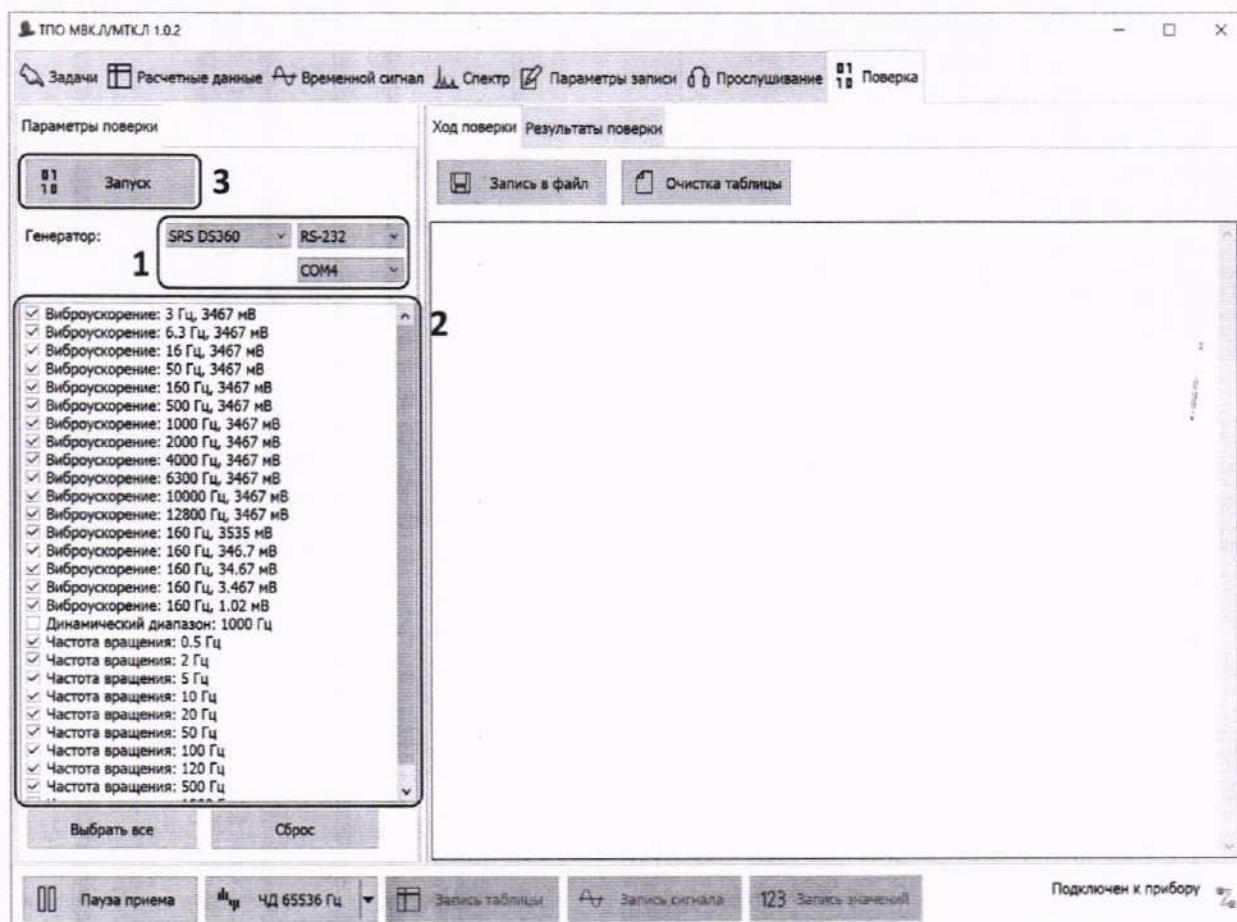 ТПО МВК.Л/МТК.Л 1.0.2
Задачи Расчетные данные Временной сигнал Спектр Параметры записи Прослушивание Поверка
Параметры поверки
Ход поверки Результаты поверки
Запуск 3
Запись в файл Очистка таблицы
Генератор: SRS DS360 RS-232
1 COM4
2
Виброускорение: 3 Гц, 3467 мВ
Виброускорение: 6.3 Гц, 3467 мВ
Виброускорение: 16 Гц, 3467 мВ
Виброускорение: 50 Гц, 3467 мВ
Виброускорение: 160 Гц, 3467 мВ
Виброускорение: 500 Гц, 3467 мВ
Виброускорение: 1000 Гц, 3467 мВ
Виброускорение: 2000 Гц, 3467 мВ
Виброускорение: 4000 Гц, 3467 мВ
Виброускорение: 6300 Гц, 3467 мВ
Виброускорение: 10000 Гц, 3467 мВ
Виброускорение: 12800 Гц, 3467 мВ
Виброускорение: 160 Гц, 3535 мВ
Виброускорение: 160 Гц, 346.7 мВ
Виброускорение: 160 Гц, 34.67 мВ
Виброускорение: 160 Гц, 3.467 мВ
Виброускорение: 160 Гц, 1.02 мВ
Динамический диапазон: 1000 Гц
Частота вращения: 0.5 Гц
Частота вращения: 2 Гц
Частота вращения: 5 Гц
Частота вращения: 10 Гц
Частота вращения: 20 Гц
Частота вращения: 50 Гц
Частота вращения: 100 Гц
Частота вращения: 120 Гц
Частота вращения: 500 Гц
Выбрать все Сброс
Пауза приема ЧД 65536 Гц Запись таблицы Запись сигнала 123 Запись значений Подключен к прибору